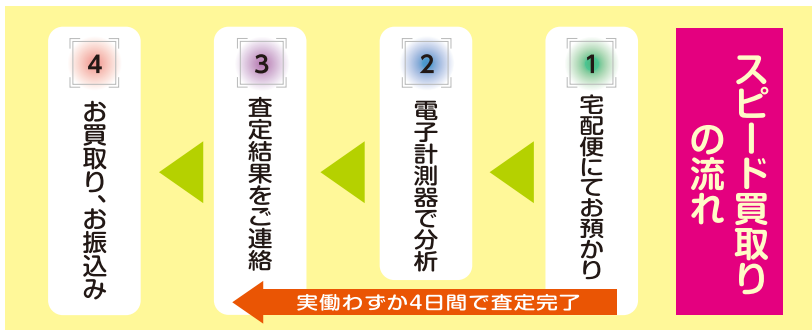 スピード買取り
の流れ
1
宅配便にてお預かり
2
電子計測器で分析
3
査定結果をご連絡
4
お買取り、お振込み
実働わずか4日間で査定完了